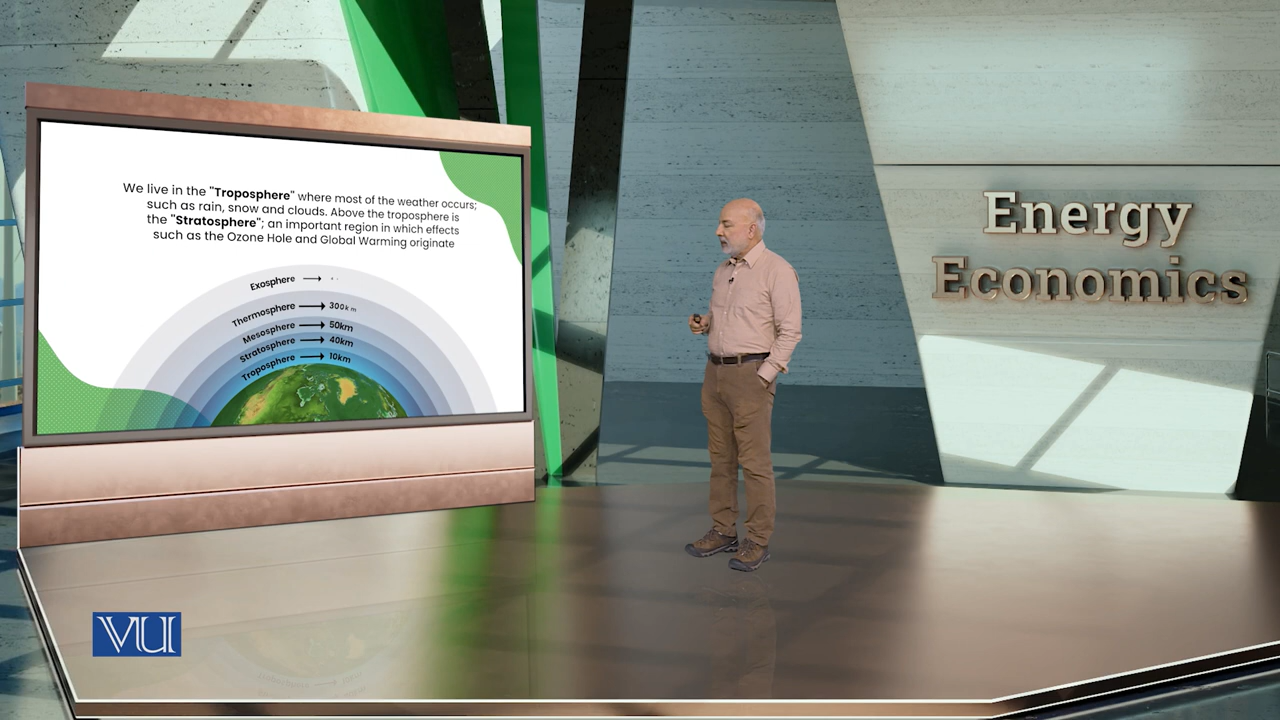 We live in the "Troposphere" where most of the weather occurs;
such as rain, snow and clouds. Above the troposphere is
the "Stratosphere"; an important region in which effects
such as the Ozone Hole and Global Warming originate
Exosphere
Thermosphere 300km
Mesosphere 50km
Stratosphere 40km
Troposphere 10km
Energy
Economics
VU